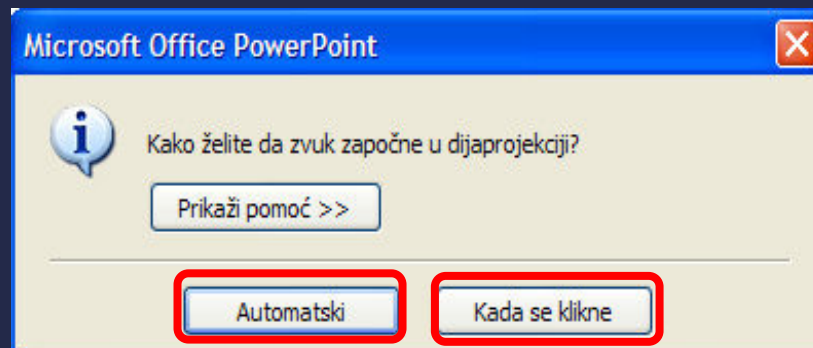 Microsoft Office PowerPoint
Kako želite da zvuk započne u dijaprojekciji?
Prikaži pomoć >>
Automatski
Kada se klikne